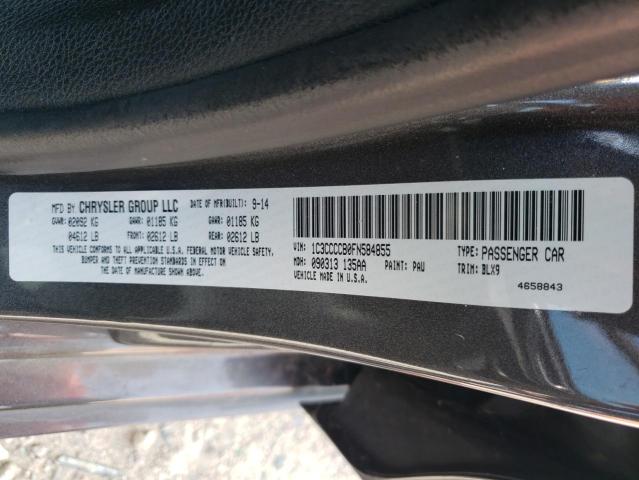 MFD BY CHRYSLER GROUP LLC DATE OF MFR(BUILT): 9-14
GVWR: 02092 KG GAWR: 01185 KG GAWR: 01185 KG
04612 LB FRONT: 02612 LB REAR: 02612 LB
THIS VEHICLE CONFORMS TO ALL APPLICABLE U.S.A. FEDERAL MOTOR VEHICLE SAFETY,
BUMPER AND THEFT PREVENTION STANDARDS IN EFFECT ON
THE DATE OF MANUFACTURE SHOWN ABOVE.
VIN: 1C3CCCCB0FN584855 TYPE: PASSENGER CAR
MDH: 090313 135AA PAINT: PAU TRIM: BLX9
VEHICLE MADE IN U.S.A. 4658843